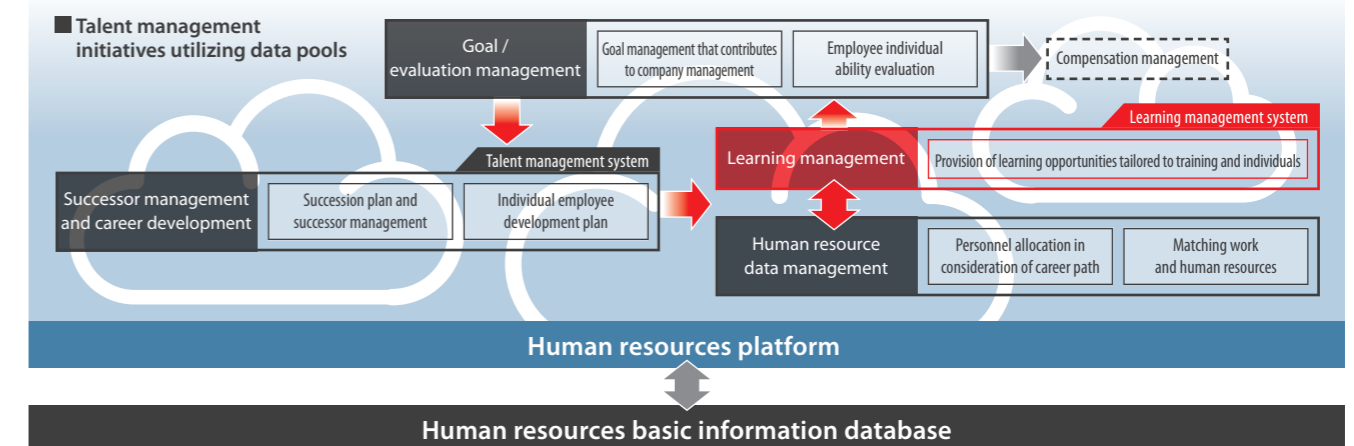 ■ Talent management
initiatives utilizing data pools
Goal /
evaluation management
Goal management that contributes
to company management
Employee individual
ability evaluation
Compensation management
Learning management system
Learning management
Provision of learning opportunities tailored to training and individuals
Talent management system
Successor management
and career development
Succession plan and
successor management
Individual employee
development plan
Human resource
data management
Personnel allocation in
consideration of career path
Matching work
and human resources
Human resources platform
Human resources basic information database